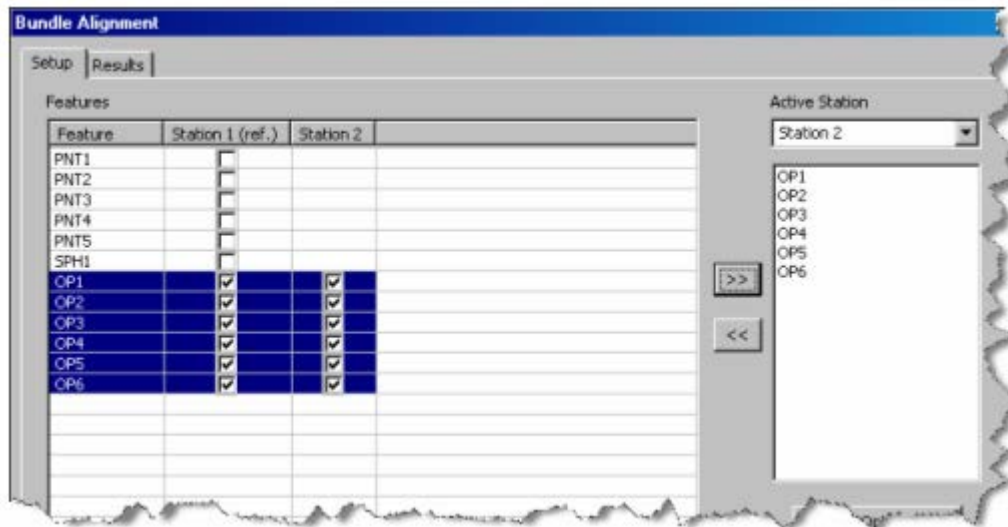 Bundle Alignment
Setup Results
Features
Feature Station 1 (ref.) Station 2
PNT1
PNT2
PNT3
PNT4
PNT5
SPH1
OP1
OP2
OP3
OP4
OP5
OP6
>>
<<
Active Station
Station 2
OP1
OP2
OP3
OP4
OP5
OP6